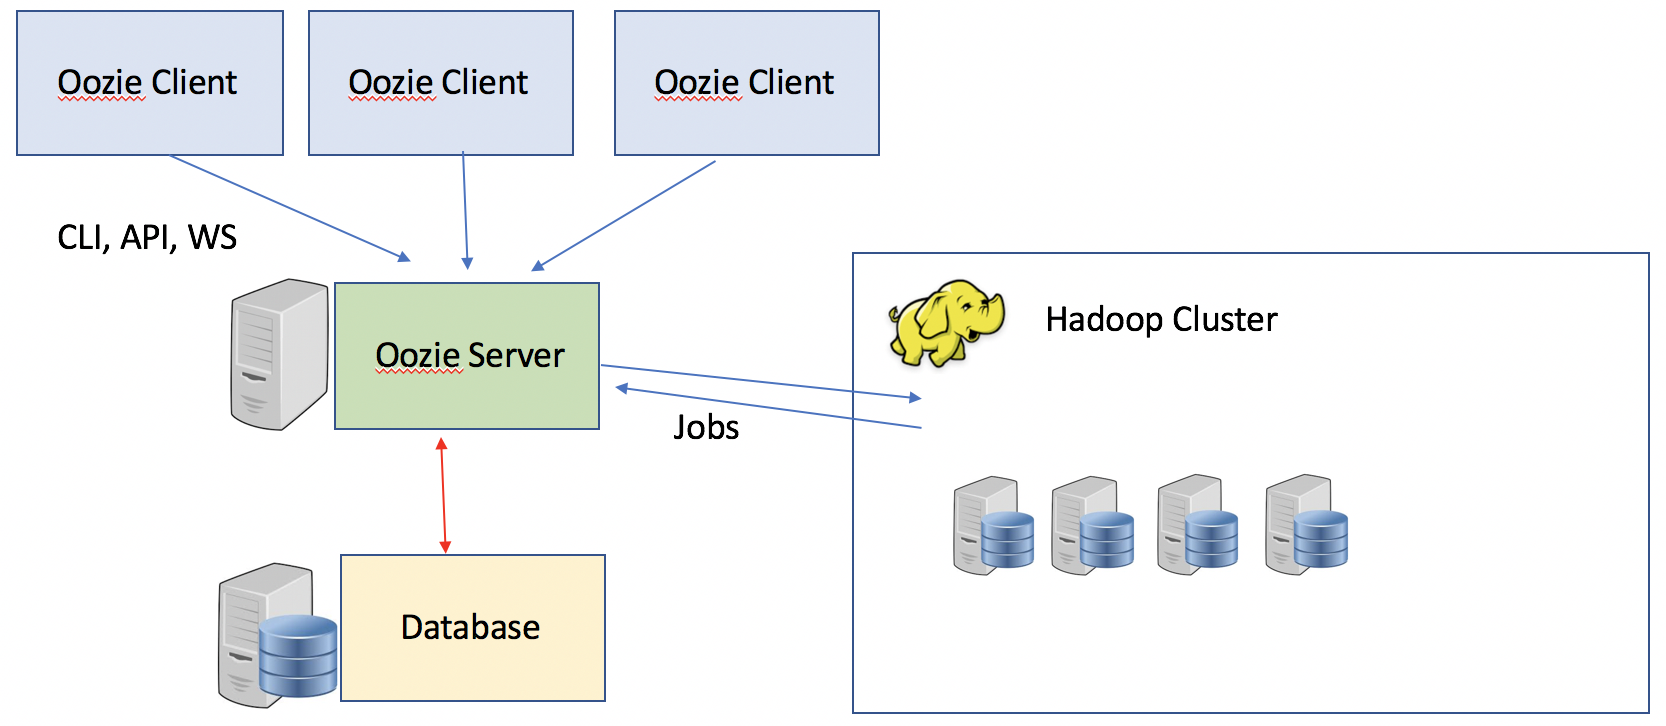 Oozie Client
Oozie Client
Oozie Client
CLI, API, WS
Oozie Server
Hadoop Cluster
Jobs
Database